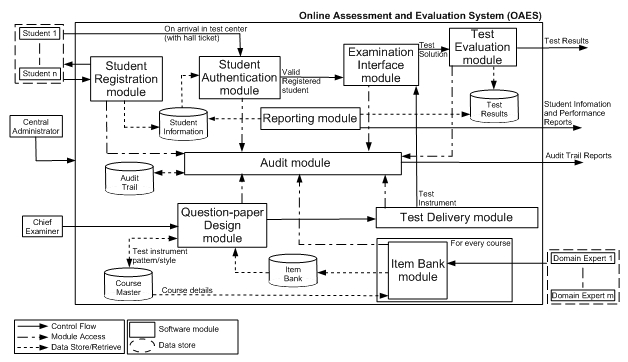 Online Assessment and Evaluation System (OAES)
Student 1
Student n
On arrival in test center
(with hall ticket)
Student
Registration
module
Student
Authentication
module
Valid
Registered
student
Examination
Interface
module
Test
Solution
Test
Evaluation
module
Test Results
Student
Information
Reporting module
Test
Results
Student Infomation
and Performance
Reports
Central
Administrator
Audit module
Audit Trail Reports
Audit
Trail
Test
Instrument
Chief
Examiner
Question-paper
Design
module
Test Delivery module
Test instrument
pattern/style
For every course
Item Bank
module
Item
Bank
Domain Expert 1
Domain Expert m
Course
Master
Course details
Control Flow
Module Access
Data Store/Retrieve
Software module
Data store